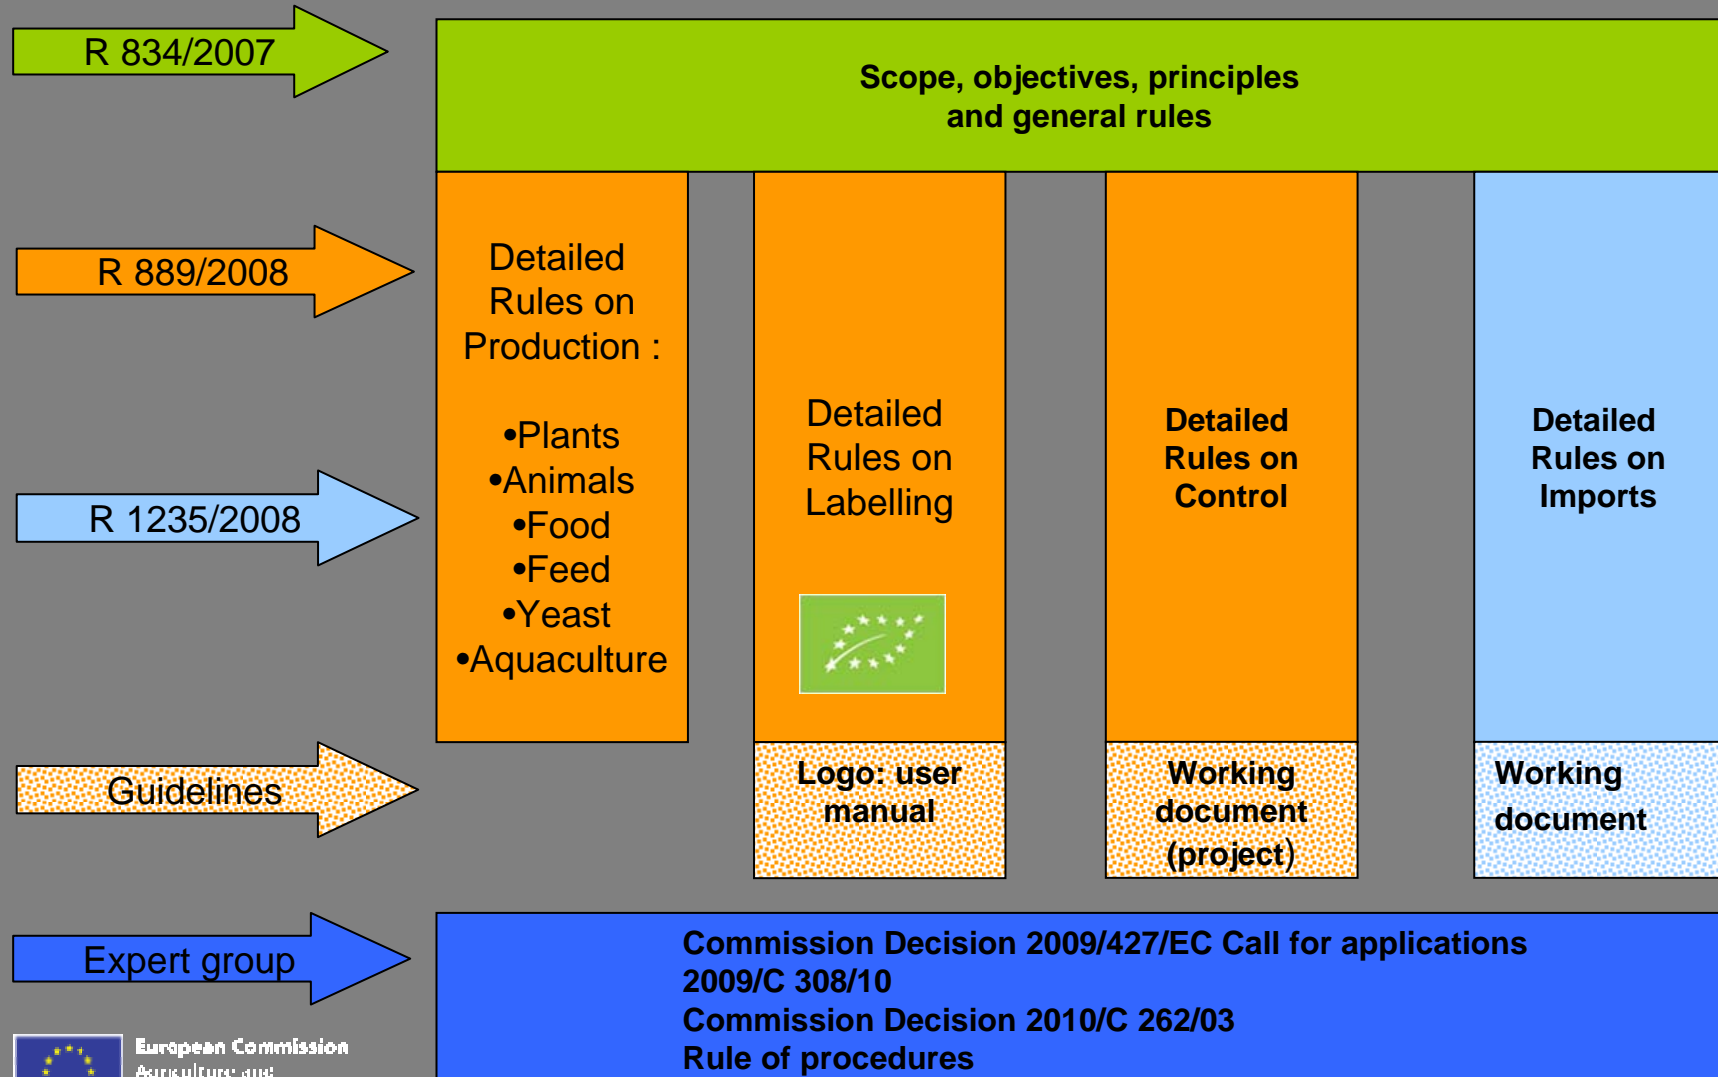 R 834/2007
Scope, objectives, principles
and general rules
R 889/2008
R 1235/2008
Detailed
Rules on
Production :
•Plants
•Animals
•Food
•Feed
•Yeast
•Aquaculture
Detailed
Rules on
Labelling
Detailed
Rules on
Control
Detailed
Rules on
Imports
Guidelines
Logo: user
manual
Working
document
(project)
Working
document
Expert group
Commission Decision 2009/427/EC Call for applications
2009/C 308/10
Commission Decision 2010/C 262/03
Rule of procedures
European Commission
Agriculture and